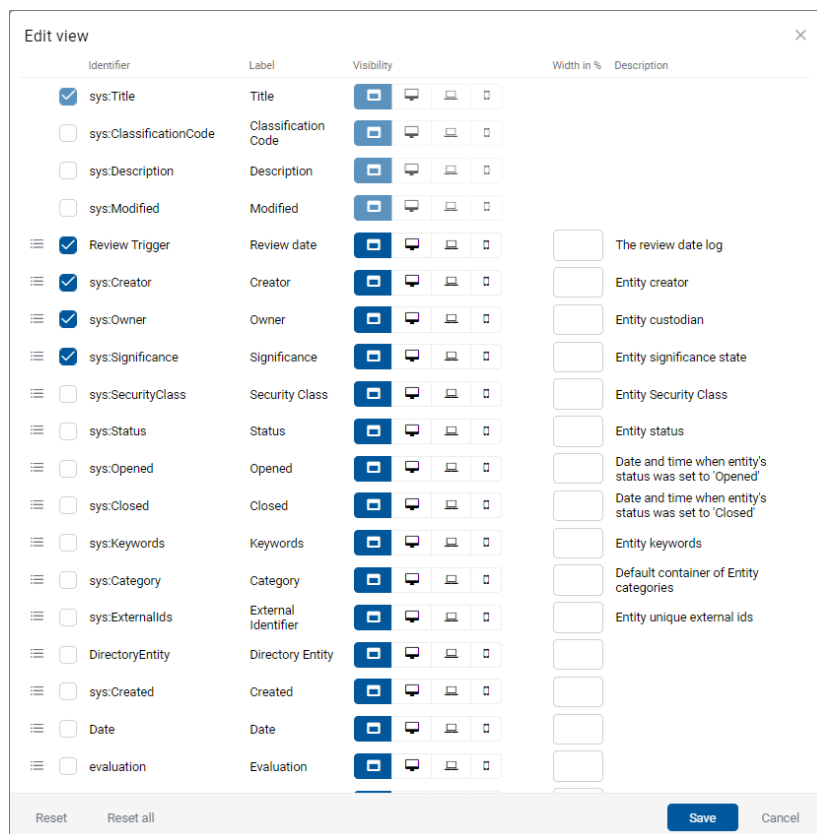 Edit view
Identifier Label Visibility Width in % Description
sys:Title Title
sys:ClassificationCode Classification
Code
sys:Description Description
sys:Modified Modified
Review Trigger Review date The review date log
sys:Creator Creator Entity creator
sys:Owner Owner Entity custodian
sys:Significance Significance Entity significance state
sys:SecurityClass Security Class Entity Security Class
sys:Status Status Entity status
sys:Opened Opened Date and time when entity's
status was set to 'Opened'
sys:Closed Closed Date and time when entity's
status was set to 'Closed'
sys:Keywords Keywords Entity keywords
sys:Category Category Default container of Entity
categories
sys:ExternalIds External
Identifier Entity unique external ids
DirectoryEntity Directory Entity
sys:Created Created
Date Date
evaluation Evaluation
Reset Reset all Save Cancel